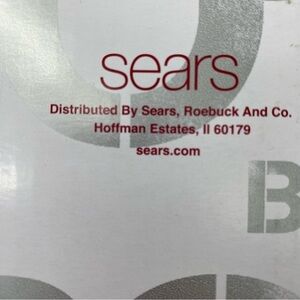 sears
Distributed By Sears, Roebuck And Co.
Hoffman Estates, Il 60179
sears.com
B